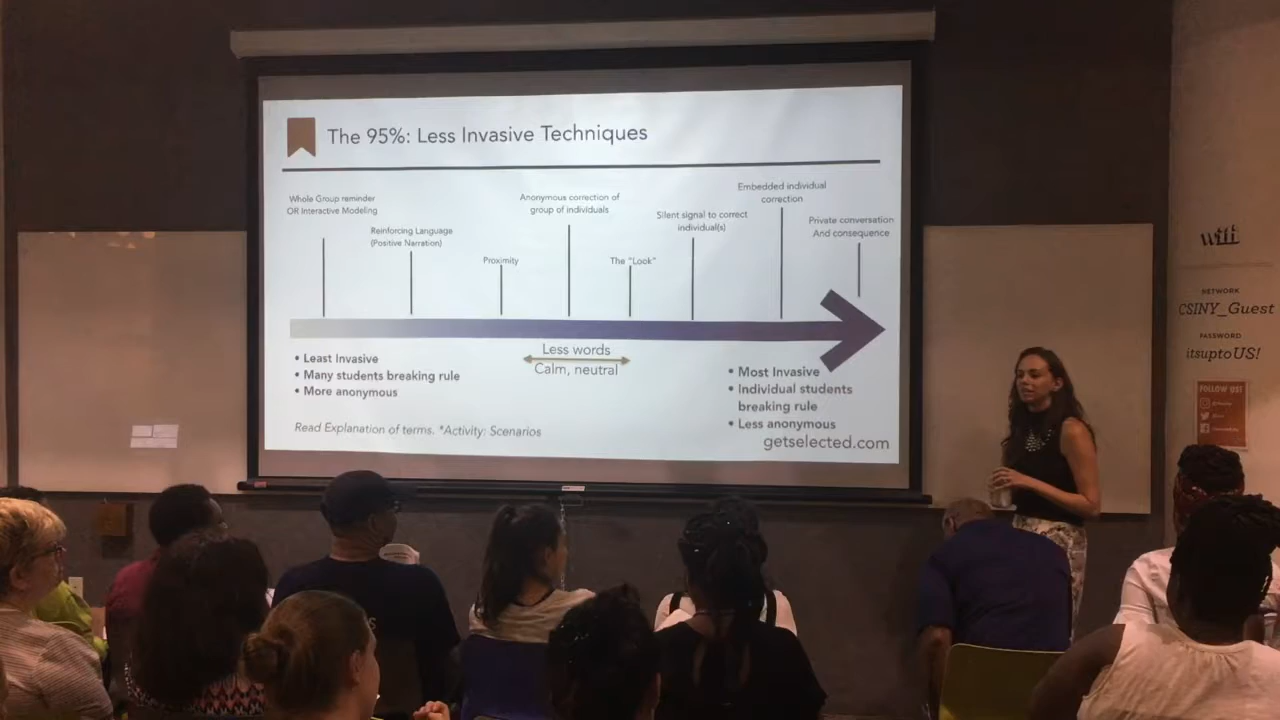 The 95%: Less Invasive Techniques
Whole Group reminder
OR Interactive Modeling
Reinforcing Language
(Positive Narration)
Proximity
Anonymous correction of
group of individuals
The "Look"
Silent signal to correct
individual(s)
Embedded individual
correction
Private conversation
And consequence
Less words
Calm, neutral
• Least Invasive
• Many students breaking rule
• More anonymous
• Most Invasive
• Individual students
breaking rule
• Less anonymous
Read Explanation of terms. *Activity: Scenarios
getselected.com
wifi
NETWORK
CSINY_Guest
PASSWORD
itsuptoUS!
FOLLOW US!